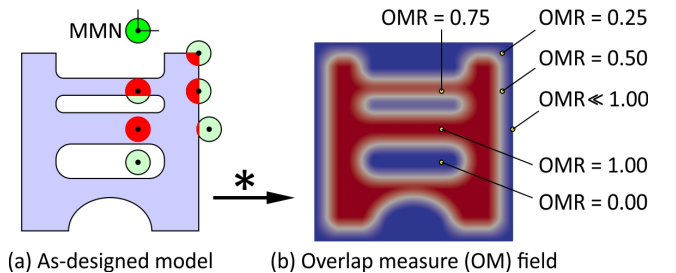 MMN
OMR = 0.75
OMR = 0.25
OMR = 0.50
OMR ≪ 1.00
OMR = 1.00
OMR = 0.00
*
(a) As-designed model
(b) Overlap measure (OM) field